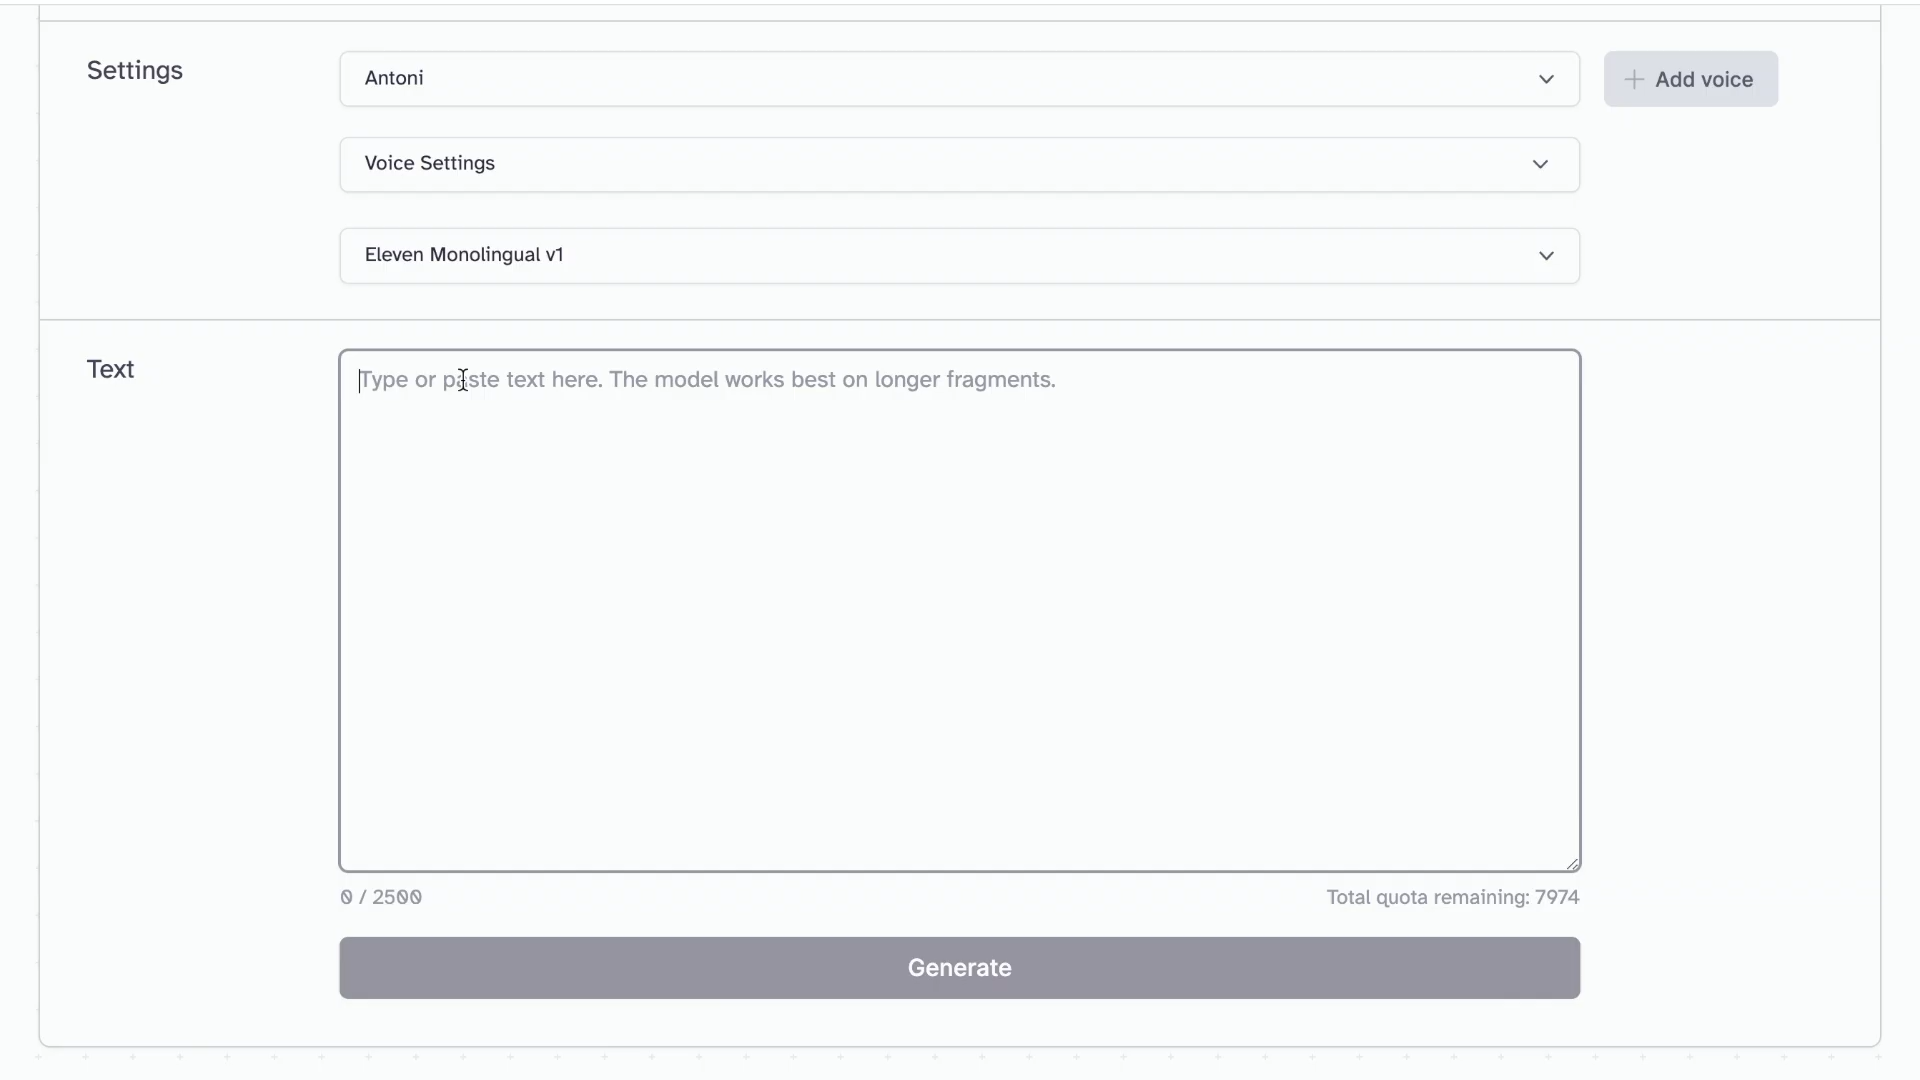 Settings
Antoni
Add voice
Voice Settings
Eleven Monolingual v1
Text
Type or paste text here. The model works best on longer fragments.
0 / 2500
Total quota remaining: 7974
Generate